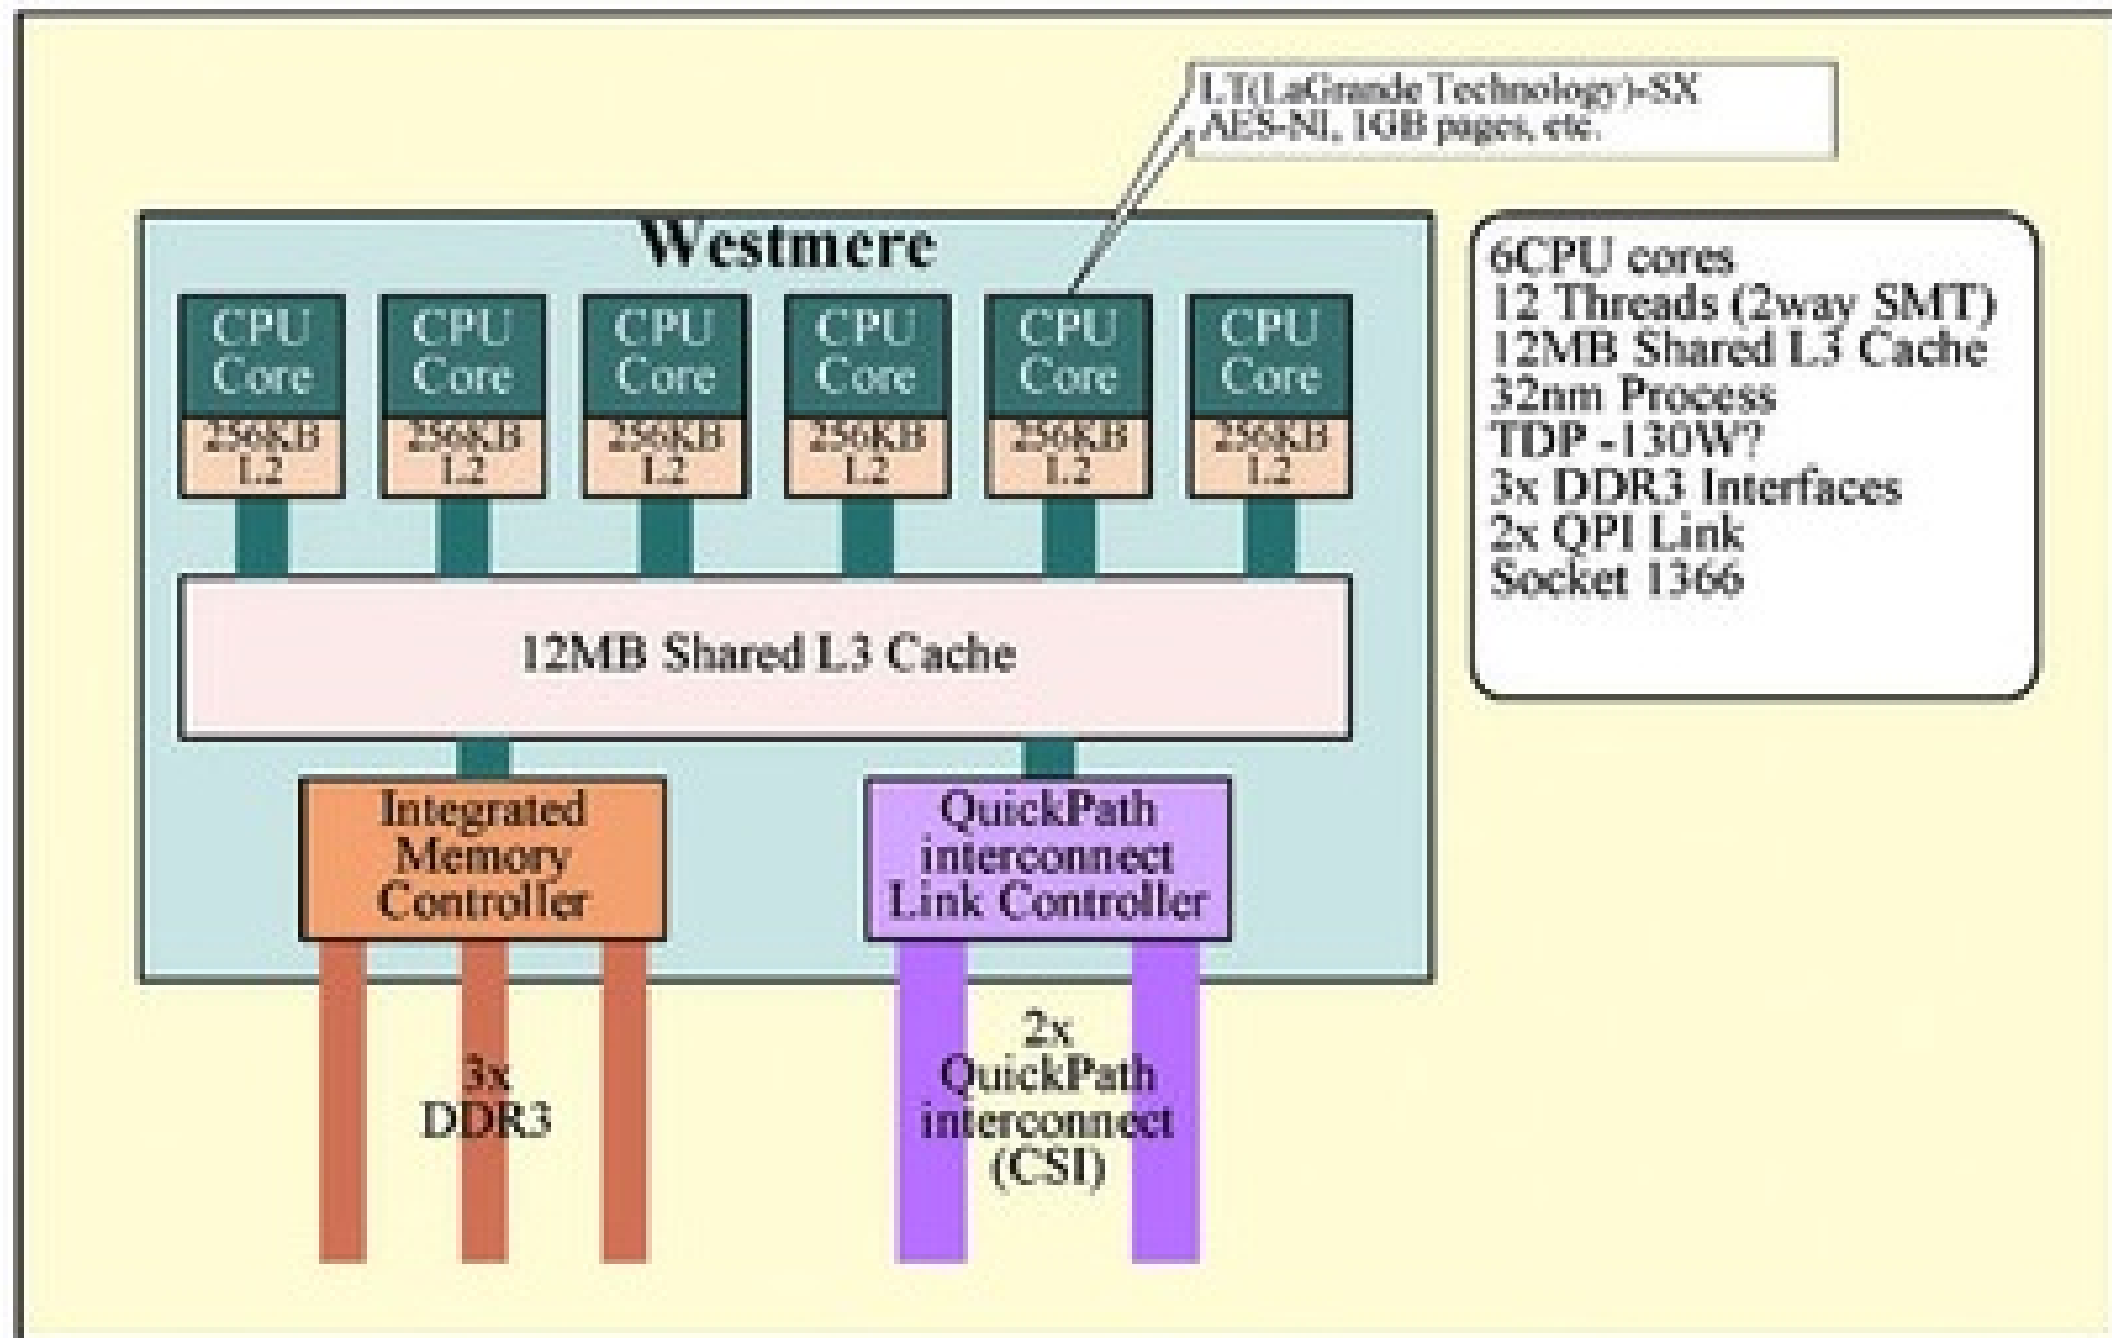 LT(LaGrande Technology)-SX
AES-NI, 1GB pages, etc.
Westmere
CPU
Core
256KB
L2
CPU
Core
256KB
L2
CPU
Core
256KB
L2
CPU
Core
256KB
L2
CPU
Core
256KB
L2
CPU
Core
256KB
L2
12MB Shared L3 Cache
Integrated
Memory
Controller
QuickPath
interconnect
Link Controller
3x
DDR3
2x
QuickPath
interconnect
(CSI)
6CPU cores
12 Threads (2way SMT)
12MB Shared L3 Cache
32nm Process
TDP -130W?
3x DDR3 Interfaces
2x QPI Link
Socket 1366